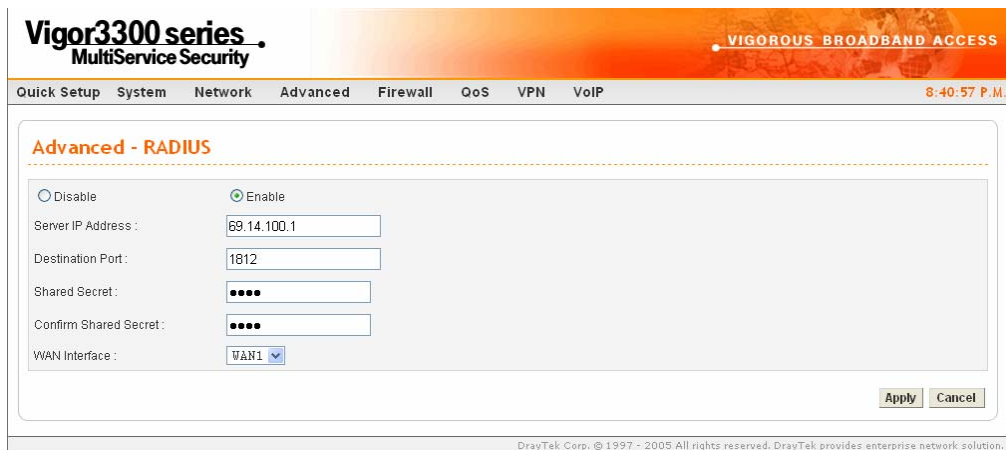 Vigor3300 series
MultiService Security
VIGOROUS BROADBAND ACCESS
Quick Setup System Network Advanced Firewall QoS VPN VoIP 8:40:57 P.M.
Advanced - RADIUS
Disable Enable
Server IP Address : 69.14.100.1
Destination Port : 1812
Shared Secret : ••••
Confirm Shared Secret : ••••
WAN Interface : WAN1
Apply Cancel
DrayTek Corp. © 1997 - 2005 All rights reserved. DrayTek provides enterprise network solution.